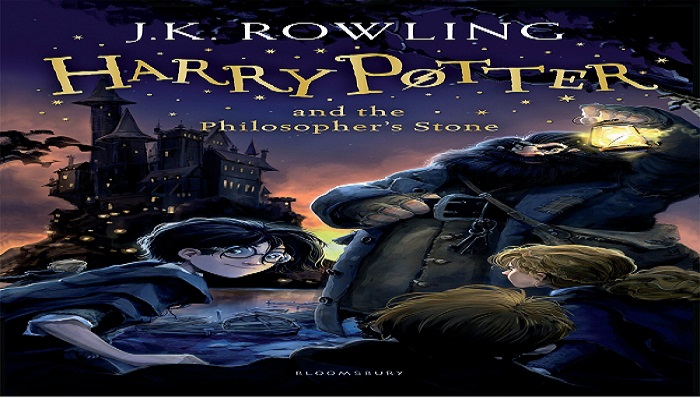 J.K. ROWLING
HARRY POTTER
and the
Philosopher's Stone
BLOOMSBURY